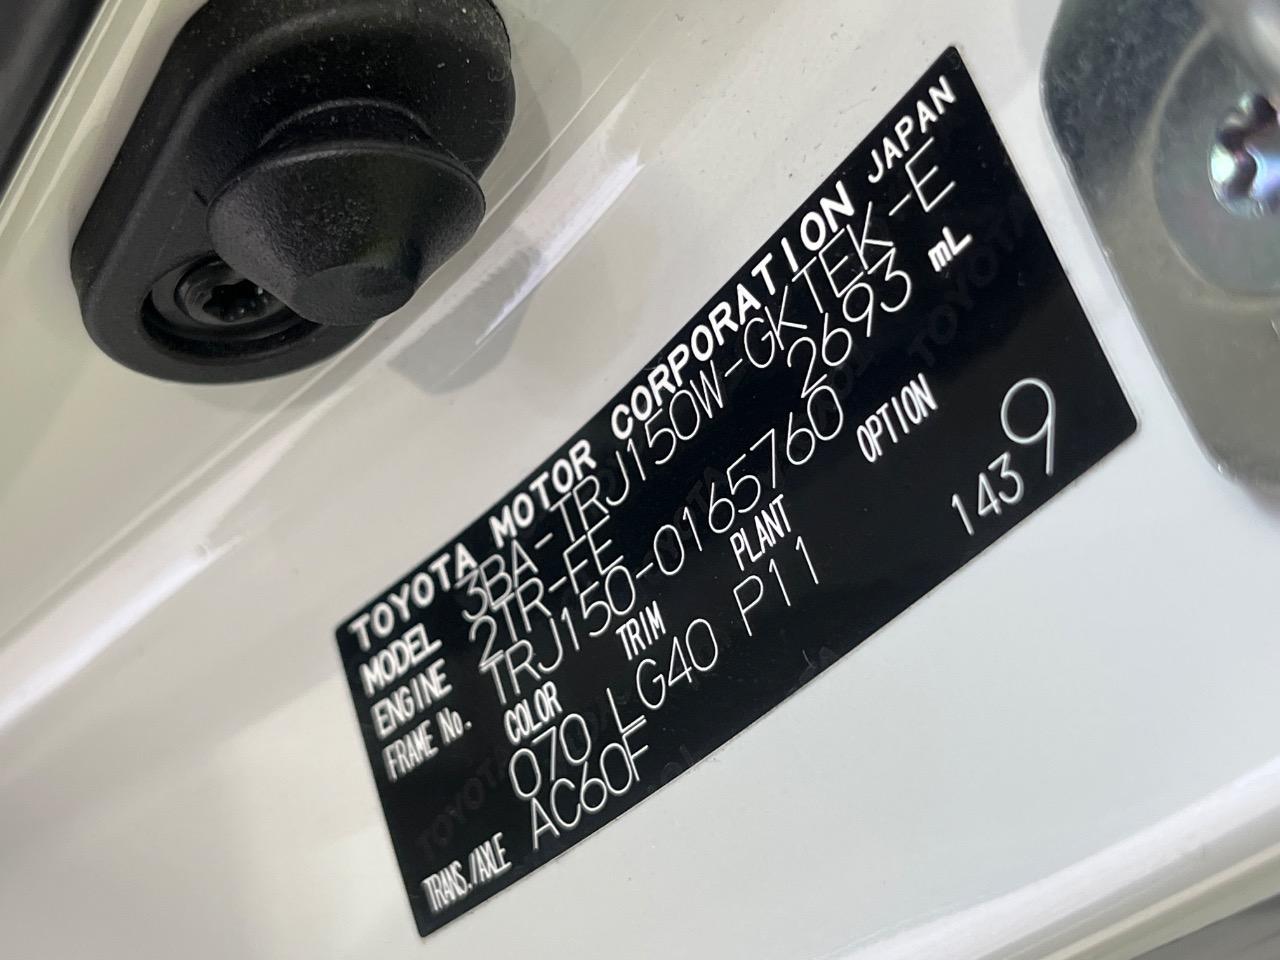 TOYOTA MOTOR CORPORATION JAPAN
MODEL 3BA-TRJ150W-GKTEK-E
ENGINE 2TR-FE 2693 mL
FRAME No. TRJ150-0165760
COLOR TRIM PLANT OPTION
070 LG40 P11 1439
TRANS./AXLE AC60F